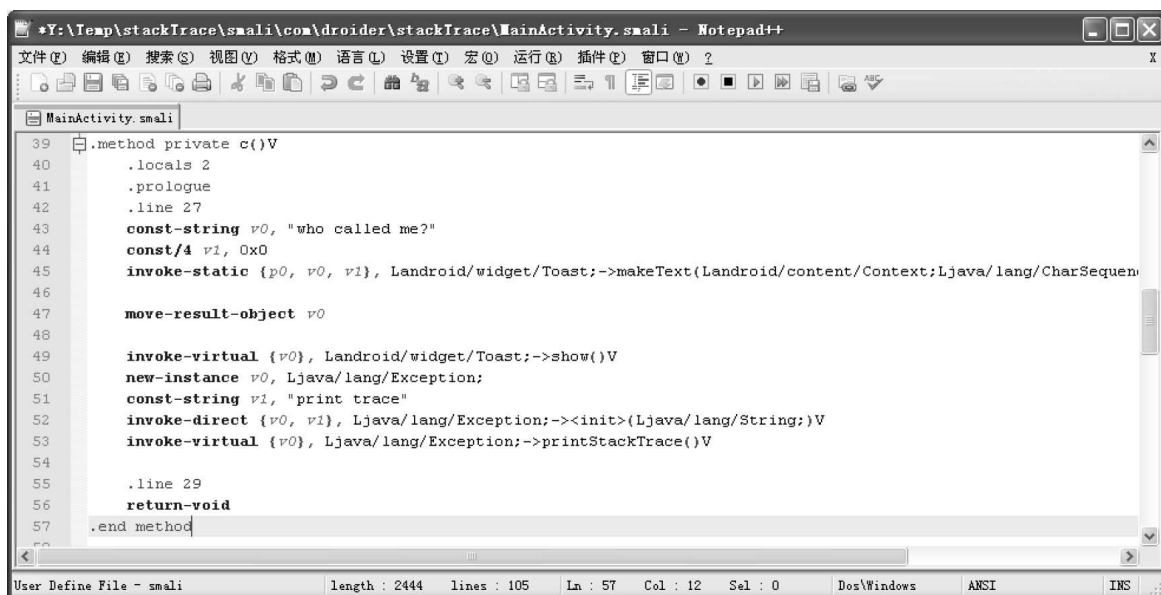 *Y:\Temp\stackTrace\smali\com\droider\stackTrace\MainActivity.smali - Notepad++
文件(F) 编辑(E) 搜索(S) 视图(V) 格式(M) 语言(L) 设置(T) 宏(O) 运行(R) 插件(P) 窗口(W) ? X
MainActivity.smali
39 .method private c()V
40 .locals 2
41 .prologue
42 .line 27
43 const-string v0, "who called me?"
44 const/4 v1, 0x0
45 invoke-static {p0, v0, v1}, Landroid/widget/Toast;->makeText(Landroid/content/Context;Ljava/lang/CharSequen
46
47 move-result-object v0
48
49 invoke-virtual {v0}, Landroid/widget/Toast;->show()V
50 new-instance v0, Ljava/lang/Exception;
51 const-string v1, "print trace"
52 invoke-direct {v0, v1}, Ljava/lang/Exception;-><init>(Ljava/lang/String;)V
53 invoke-virtual {v0}, Ljava/lang/Exception;->printStackTrace()V
54
55 .line 29
56 return-void
57 .end method
User Define File - smali length : 2444 lines : 105 Ln : 57 Col : 12 Sel : 0 Dos\Windows ANSI INS